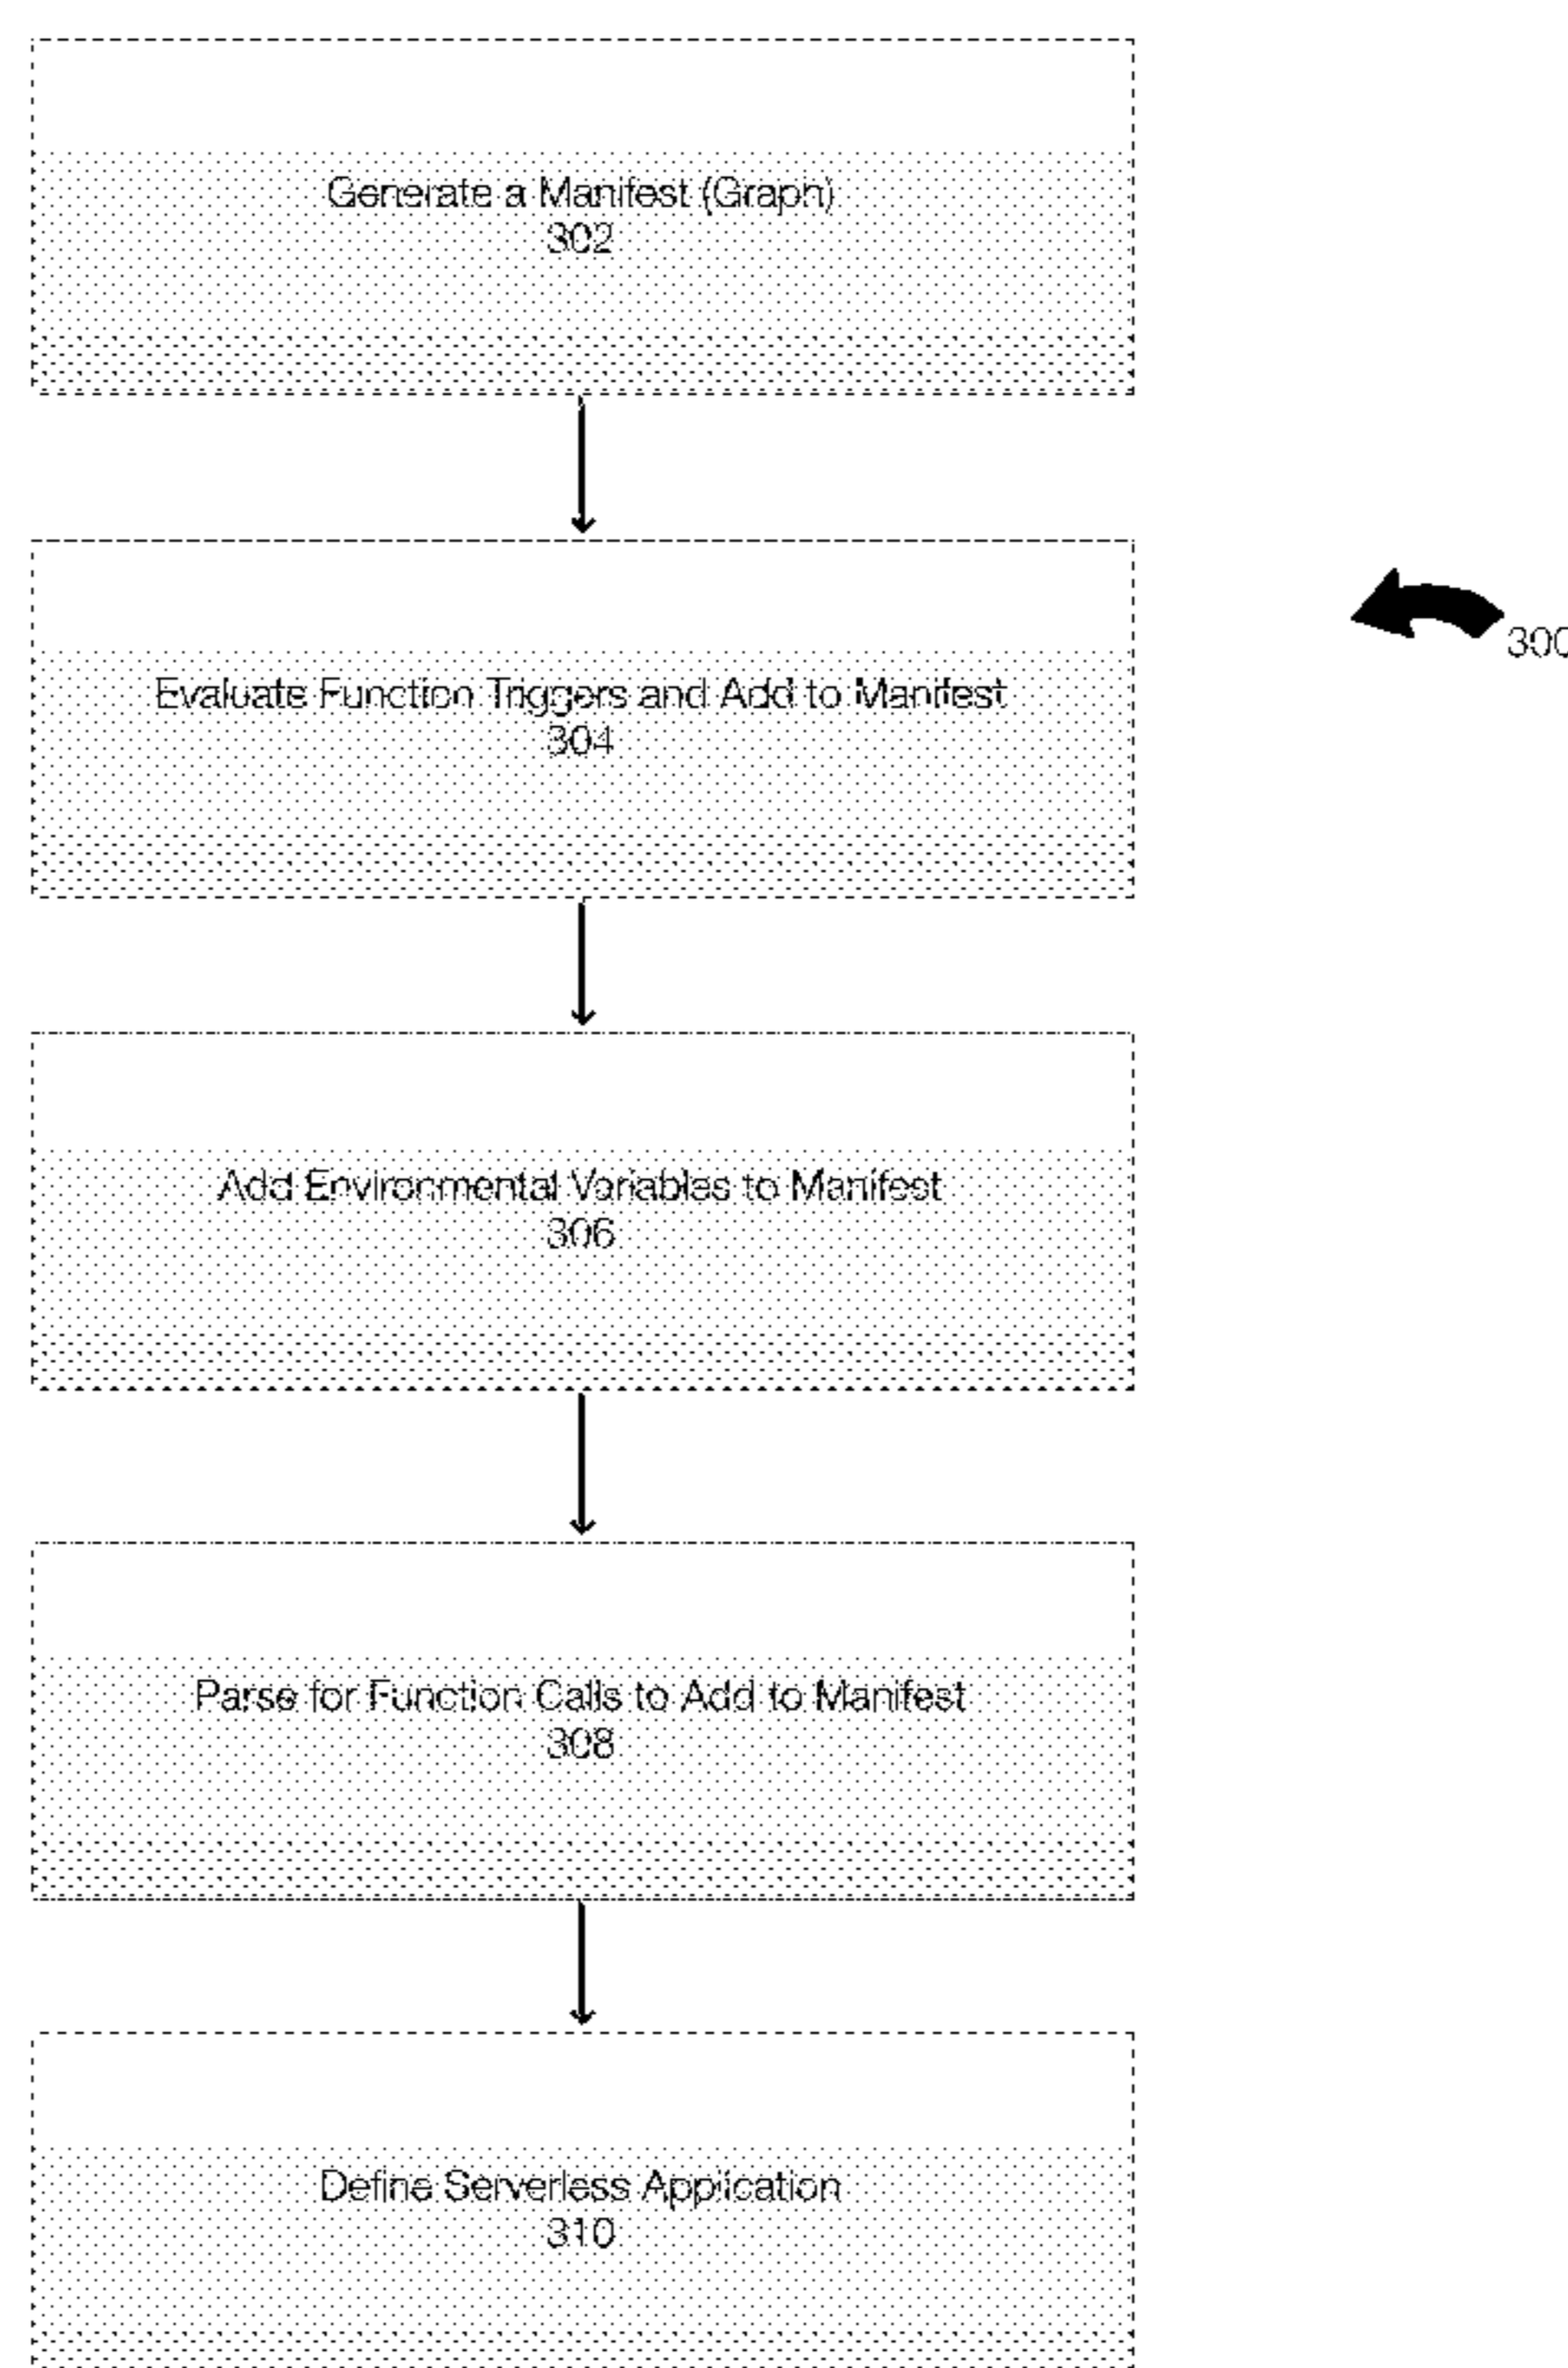 Generate a Manifest (Graph)
302
Evaluate Function Triggers and Add to Manifest
304
300
Add Environmental Variables to Manifest
306
Parse for Function Calls to Add to Manifest
308
Define Serverless Application
310